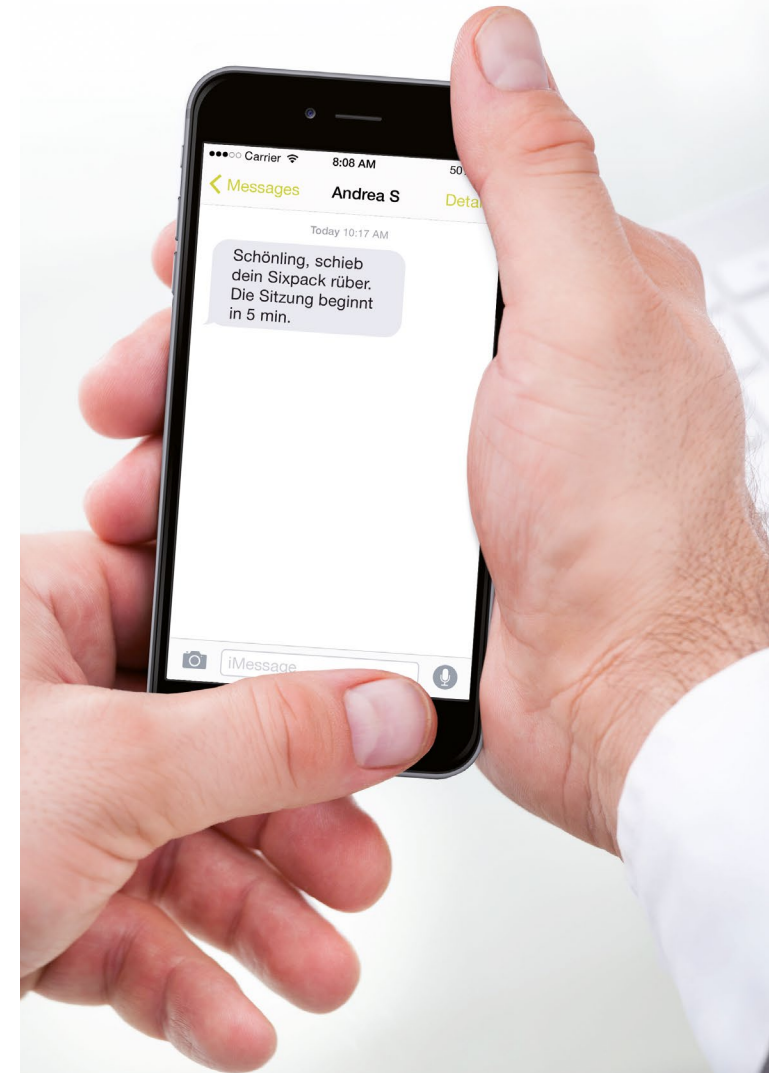 Carrier 8:08 AM
Messages Andrea S
Today 10:17 AM
Schönling, schieb
dein Sixpack rüber.
Die Sitzung beginnt
in 5 min.
iMessage